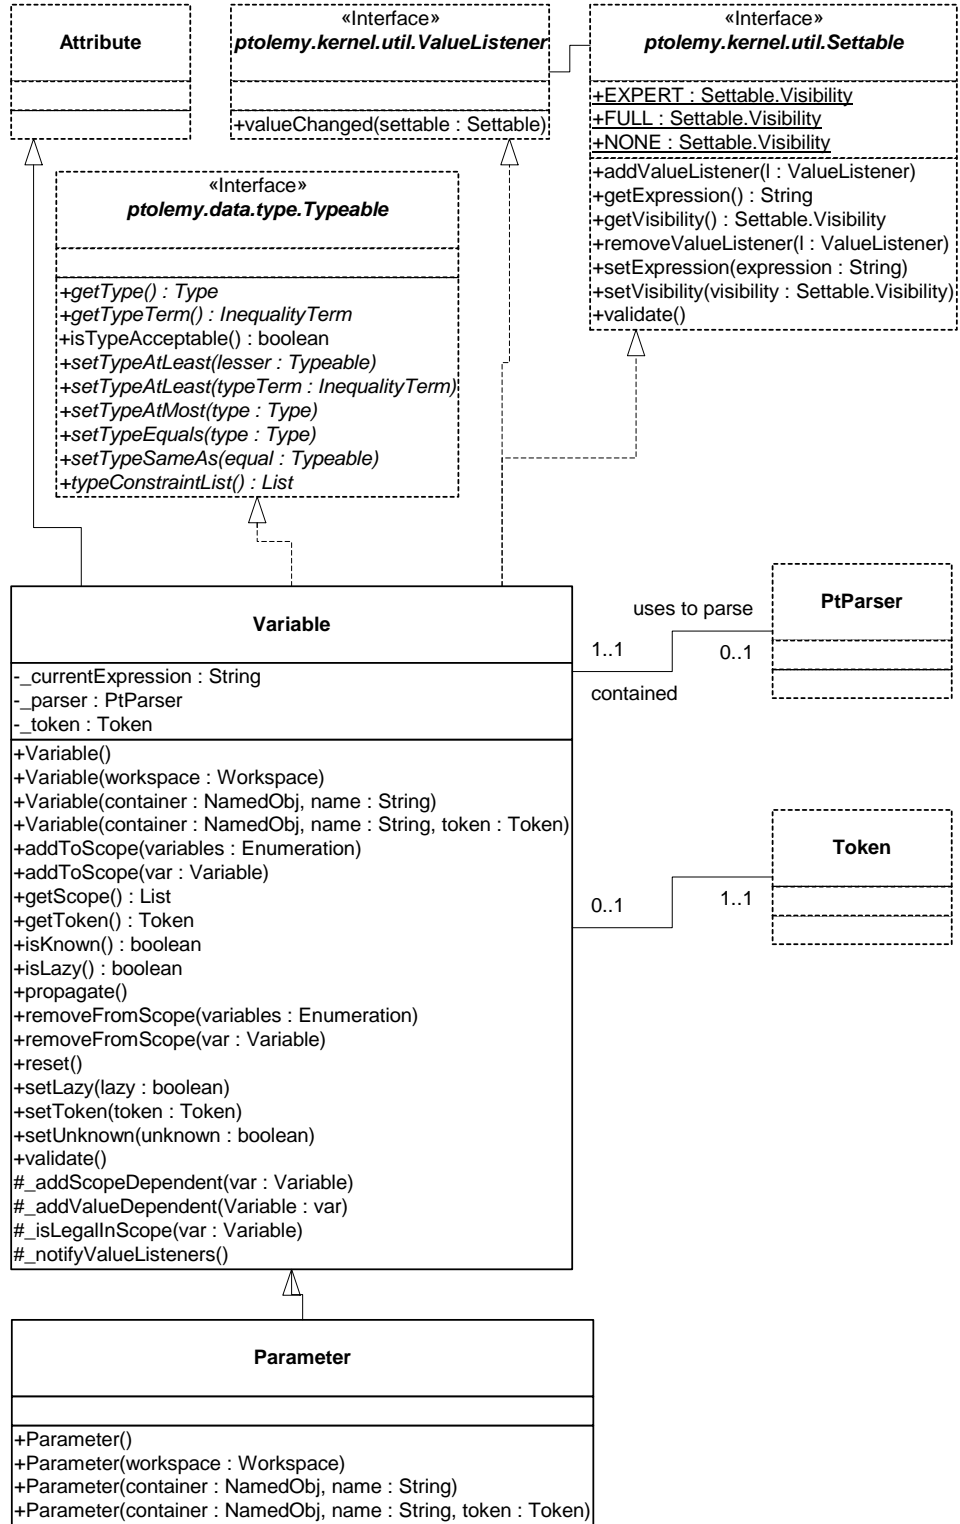 Attribute
«Interface»
ptolemy.kernel.util.ValueListener
+valueChanged(settable : Settable)
«Interface»
ptolemy.kernel.util.Settable
+EXPERT : Settable.Visibility
+FULL : Settable.Visibility
+NONE : Settable.Visibility
+addValueListener(l : ValueListener)
+getExpression() : String
+getVisibility() : Settable.Visibility
+removeValueListener(l : ValueListener)
+setExpression(expression : String)
+setVisibility(visibility : Settable.Visibility)
+validate()
«Interface»
ptolemy.data.type.Typeable
+getType() : Type
+getTypeTerm() : InequalityTerm
+isTypeAcceptable() : boolean
+setTypeAtLeast(lesser : Typeable)
+setTypeAtLeast(typeTerm : InequalityTerm)
+setTypeAtMost(type : Type)
+setTypeEquals(type : Type)
+setTypeSameAs(equal : Typeable)
+typeConstraintList() : List
Variable
-_currentExpression : String
-_parser : PtParser
-_token : Token
+Variable()
+Variable(workspace : Workspace)
+Variable(container : NamedObj, name : String)
+Variable(container : NamedObj, name : String, token : Token)
+addToScope(variables : Enumeration)
+addToScope(var : Variable)
+getScope() : List
+getToken() : Token
+isKnown() : boolean
+isLazy() : boolean
+propagate()
+removeFromScope(variables : Enumeration)
+removeFromScope(var : Variable)
+reset()
+setLazy(lazy : boolean)
+setToken(token : Token)
+setUnknown(unknown : boolean)
+validate()
#_addScopeDependent(var : Variable)
#_addValueDependent(Variable : var)
#_isLegalInScope(var : Variable)
#_notifyValueListeners()
uses to parse
1..1
0..1
contained
PtParser
0..1
1..1
Token
Parameter
+Parameter()
+Parameter(workspace : Workspace)
+Parameter(container : NamedObj, name : String)
+Parameter(container : NamedObj, name : String, token : Token)